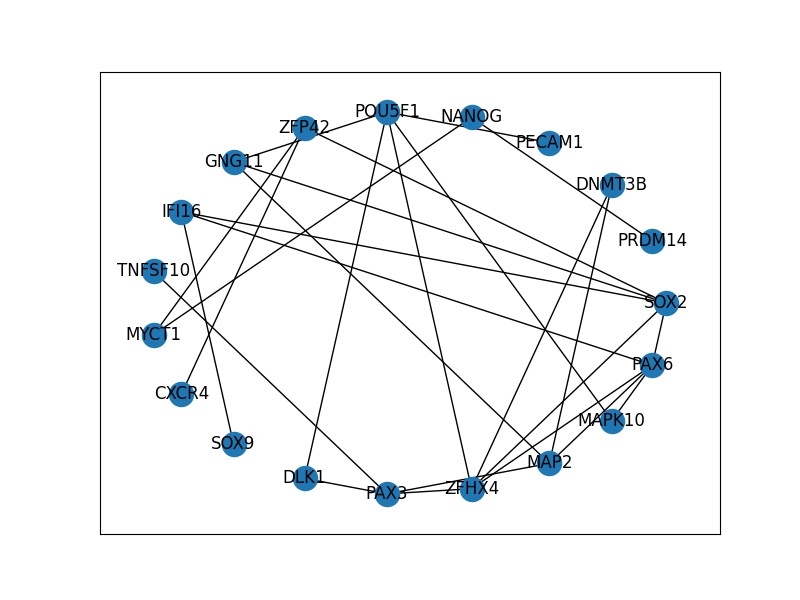 POU5F1
NANOG
ZFP42
PECAM1
GNG11
DNMT3B
IFI16
PRDM14
TNFSF10
SOX2
MYCT1
PAX6
CXCR4
MAPK10
SOX9
MAP2
DLK1
ZFHX4
PAX3